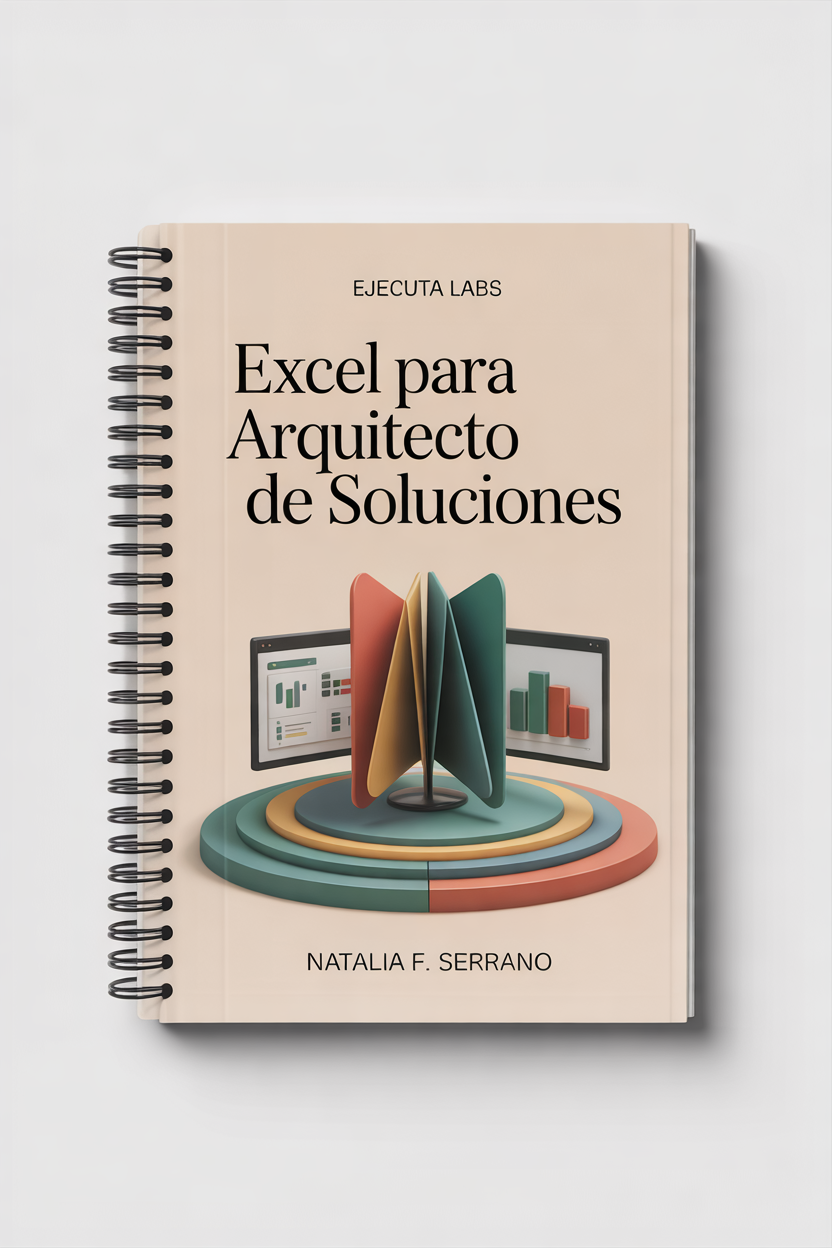 EJECUTA LABS
Excel para
Arquitecto
de Soluciones
NATALIA F. SERRANO